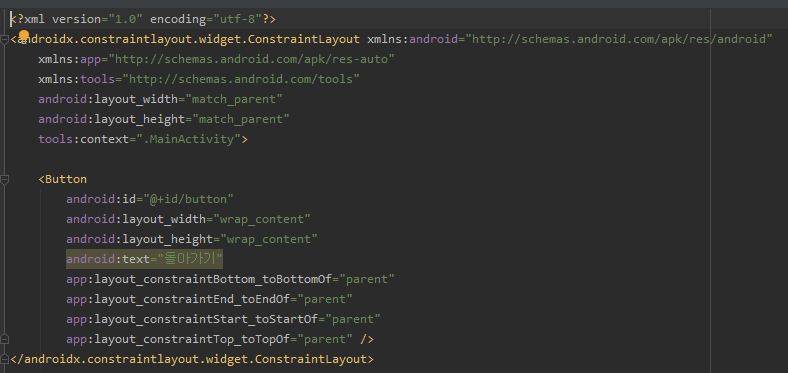 <?xml version="1.0" encoding="utf-8"?>
<androidx.constraintlayout.widget.ConstraintLayout xmlns:android="http://schemas.android.com/apk/res/android"
xmlns:app="http://schemas.android.com/apk/res-auto"
xmlns:tools="http://schemas.android.com/tools"
android:layout_width="match_parent"
android:layout_height="match_parent"
tools:context=".MainActivity">
<Button
android:id="@+id/button"
android:layout_width="wrap_content"
android:layout_height="wrap_content"
android:text="돌아가기"
app:layout_constraintBottom_toBottomOf="parent"
app:layout_constraintEnd_toEndOf="parent"
app:layout_constraintStart_toStartOf="parent"
app:layout_constraintTop_toTopOf="parent" />
</androidx.constraintlayout.widget.ConstraintLayout>